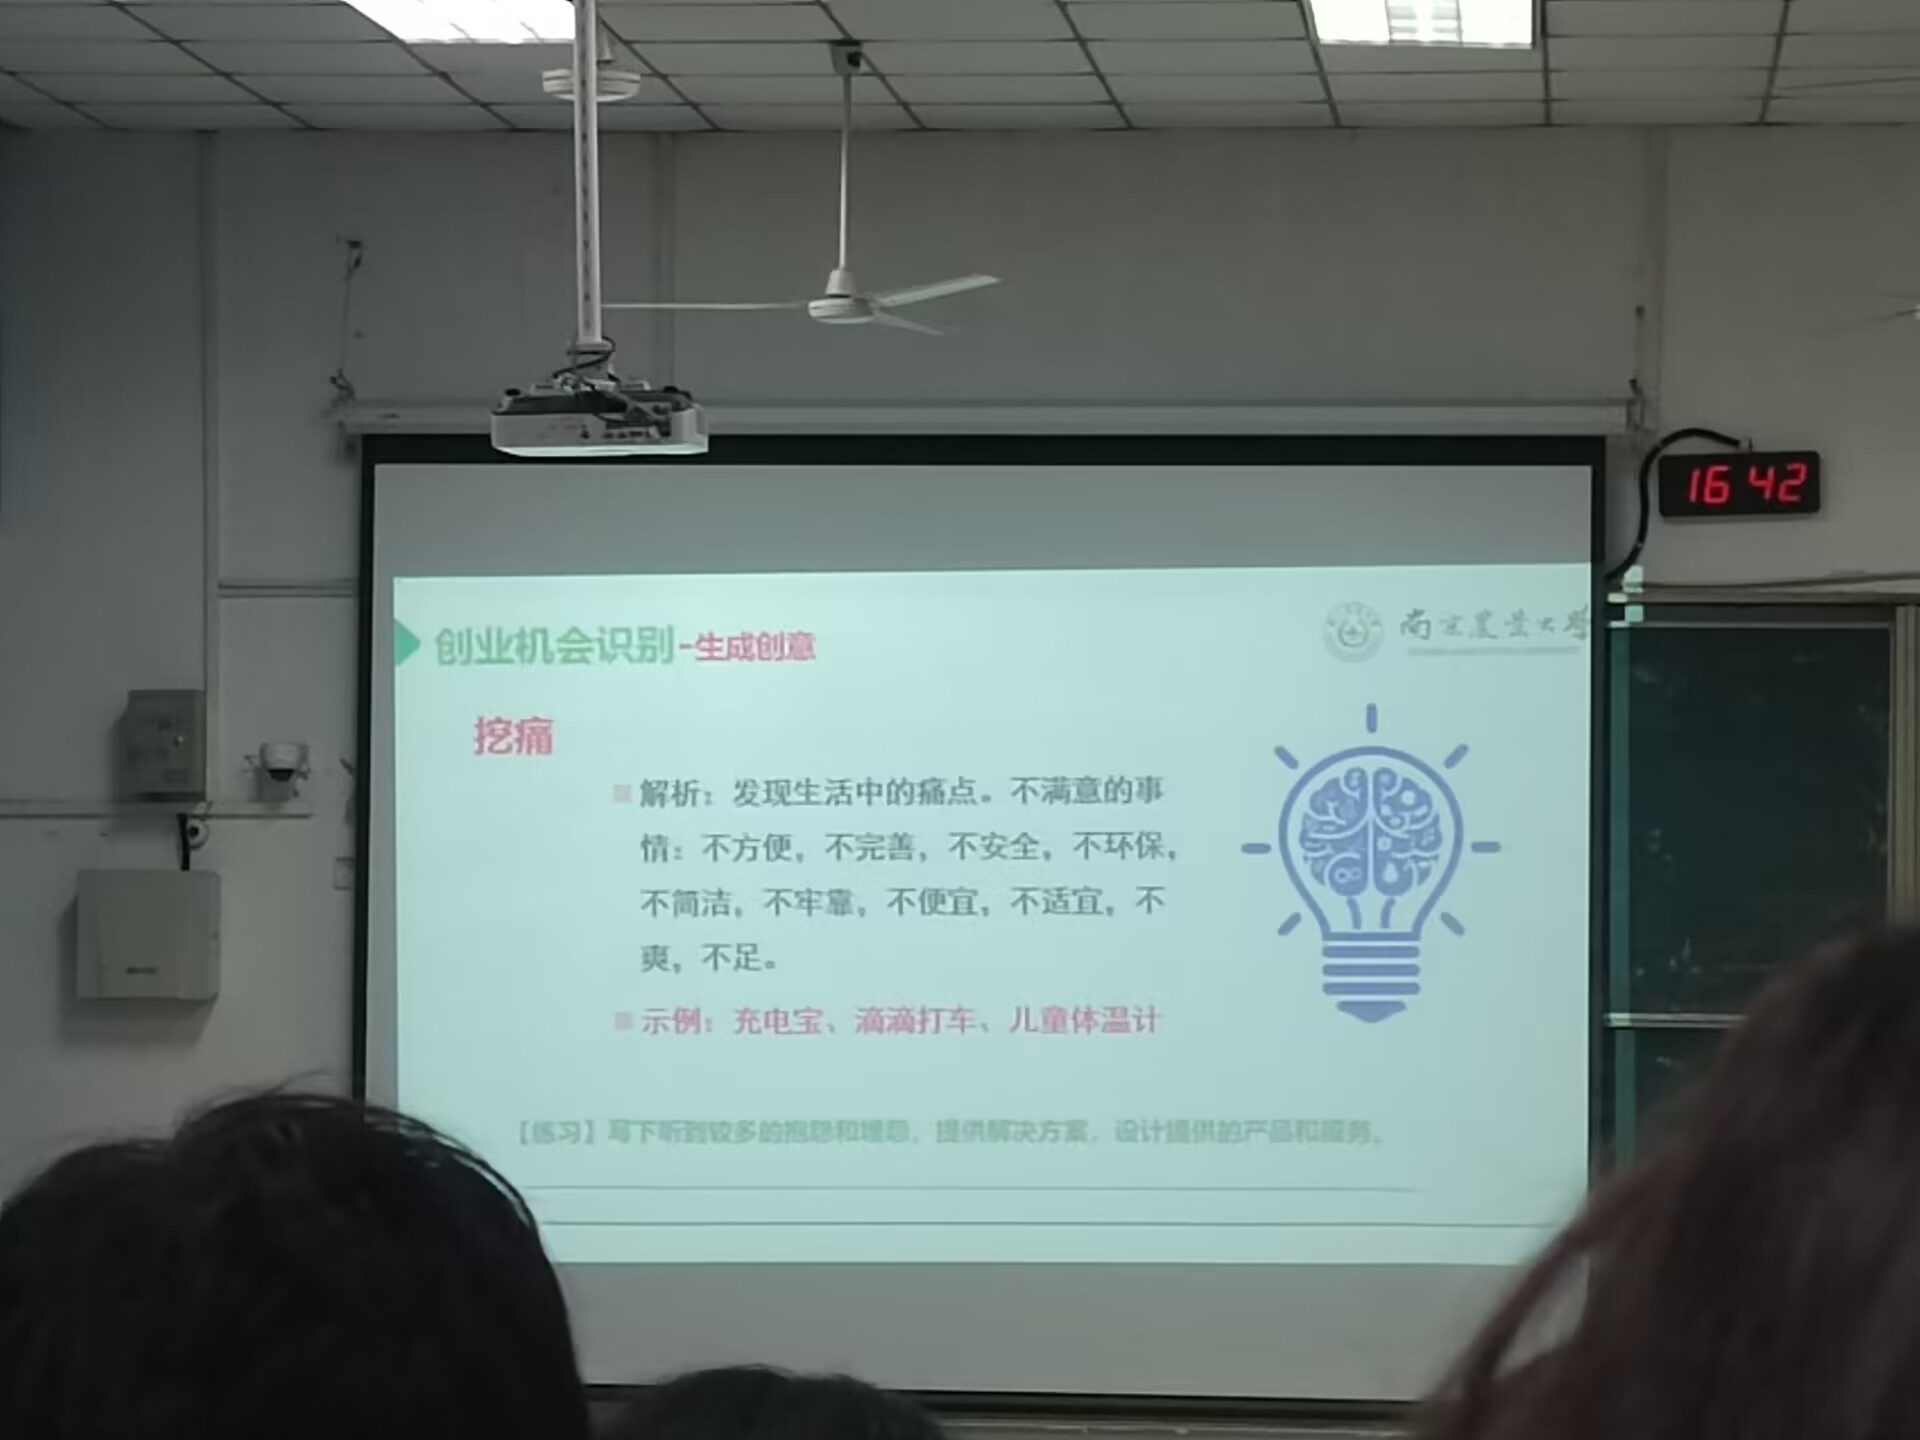 16 42
创业机会识别-生成创意
南京农业大学
挖痛
解析：发现生活中的痛点。不满意的事
情：不方便，不完善，不安全，不环保，
不简洁，不牢靠，不便宜，不适宜，不
爽，不足。
示例：充电宝、滴滴打车、儿童体温计
【练习】写下听到较多的抱怨和埋怨，提供解决方案，设计提供的产品和服务。